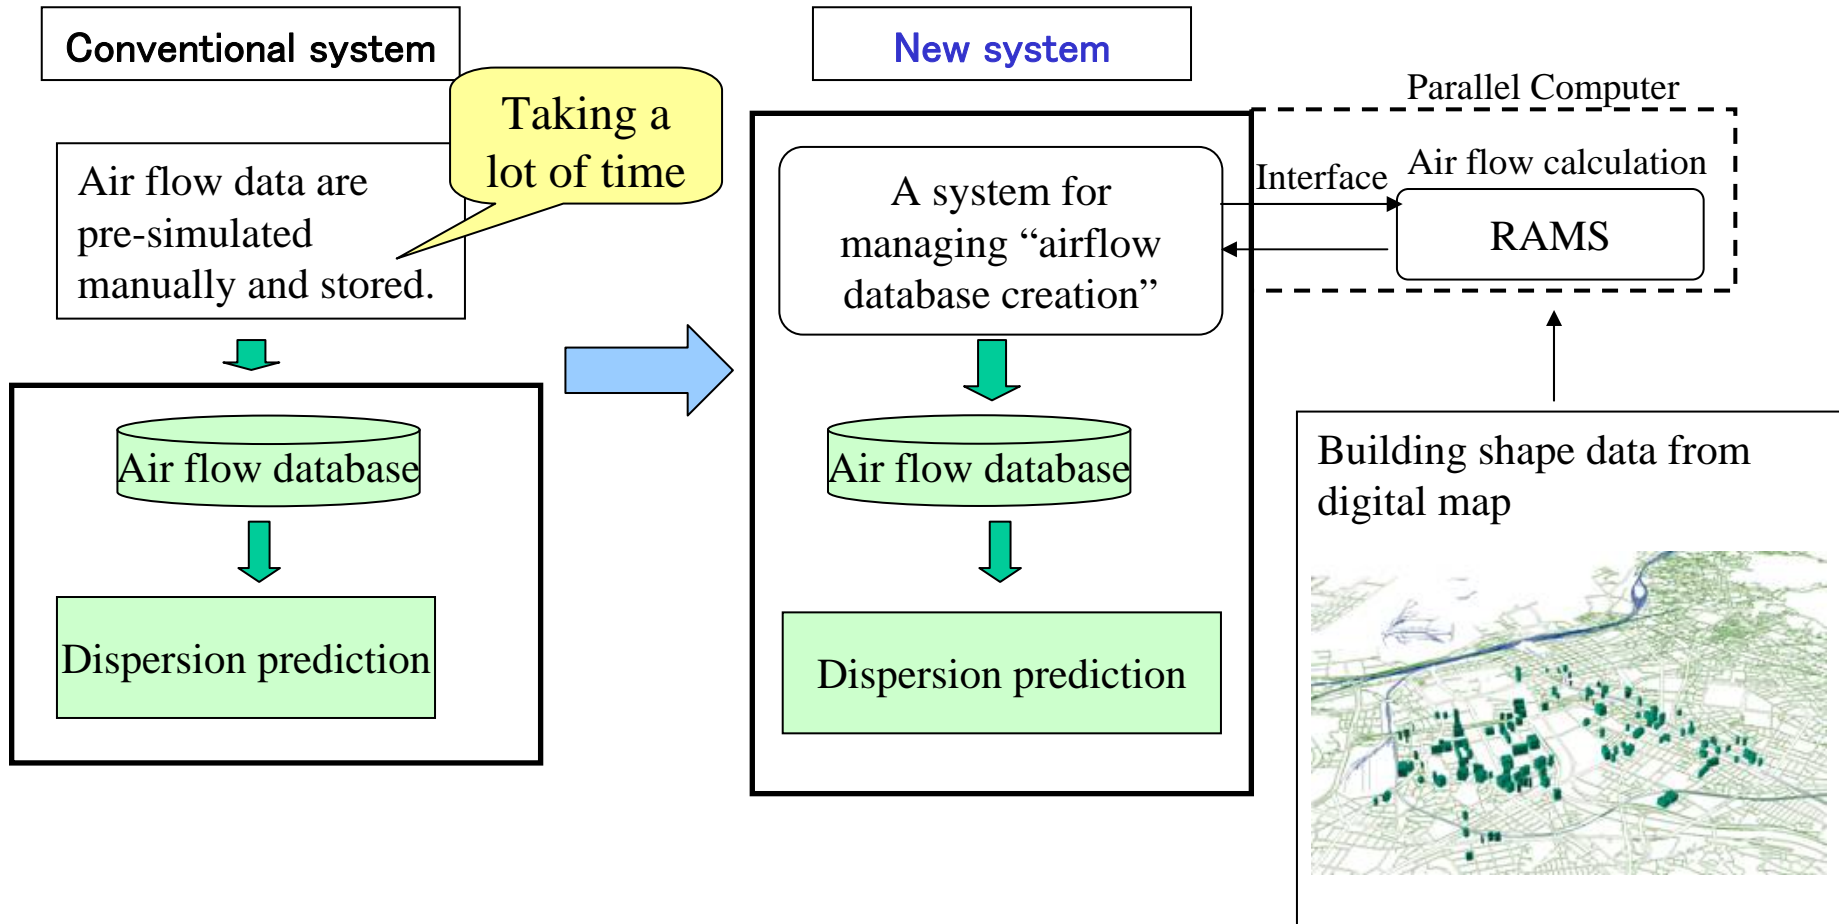 Conventional system
Taking a
lot of time
Air flow data are
pre-simulated
manually and stored.
Air flow database
Dispersion prediction
New system
A system for
managing “airflow
database creation”
Air flow database
Dispersion prediction
Parallel Computer
Interface
Air flow calculation
RAMS
Building shape data from
digital map